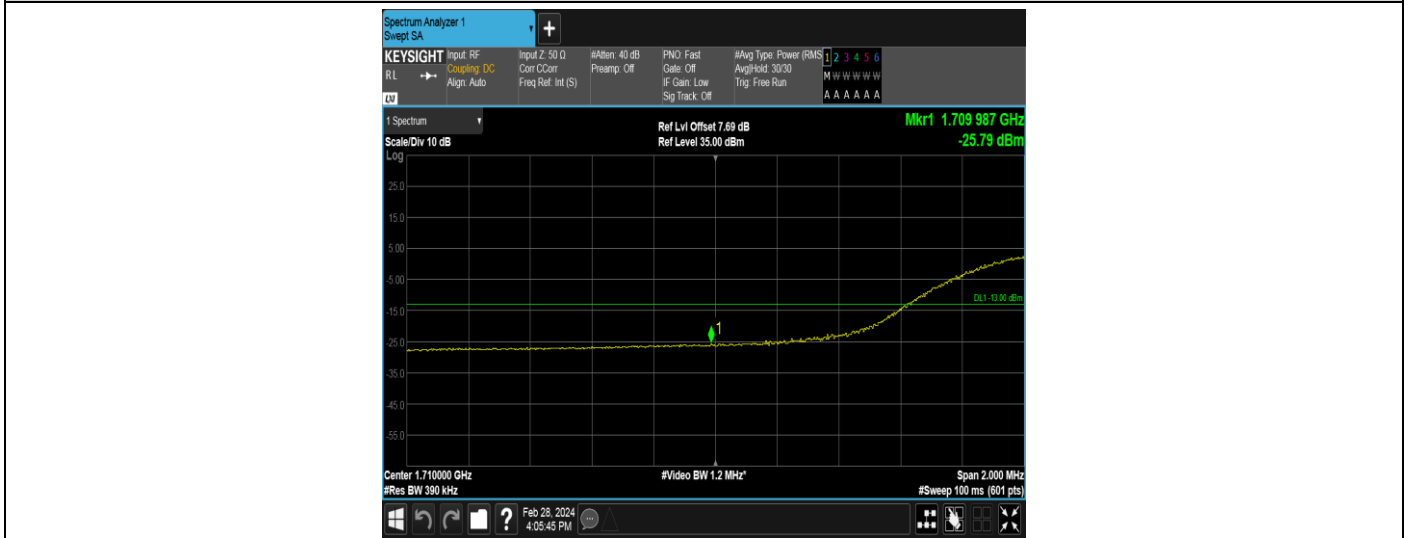 Spectrum Analyzer 1
Swept SA
+
KEYSIGHT Input: RF Input Z: 50 Ω #Atten: 40 dB PNO: Fast #Avg Type: Power (RMS 1 2 3 4 5 6
RL Coupling: DC Corr CCorr Preamp: Off Gate: Off Avg|Hold: 30/30 M W W W W W
Align: Auto Freq Ref: Int (S) IF Gain: Low Trig: Free Run
LXI Sig Track: Off A A A A A A
1 Spectrum Ref Lvl Offset 7.69 dB Mkr1 1.709 987 GHz
Scale/Div 10 dB Ref Level 35.00 dBm -25.79 dBm
Log
25.0
15.0
5.00
-5.00
DL1 -13.00 dBm
-15.0
1
-25.0
-35.0
-45.0
-55.0
Center 1.710000 GHz #Video BW 1.2 MHz* Span 2.000 MHz
#Res BW 390 kHz #Sweep 100 ms (601 pts)
? Feb 28, 2024
4:05:45 PM